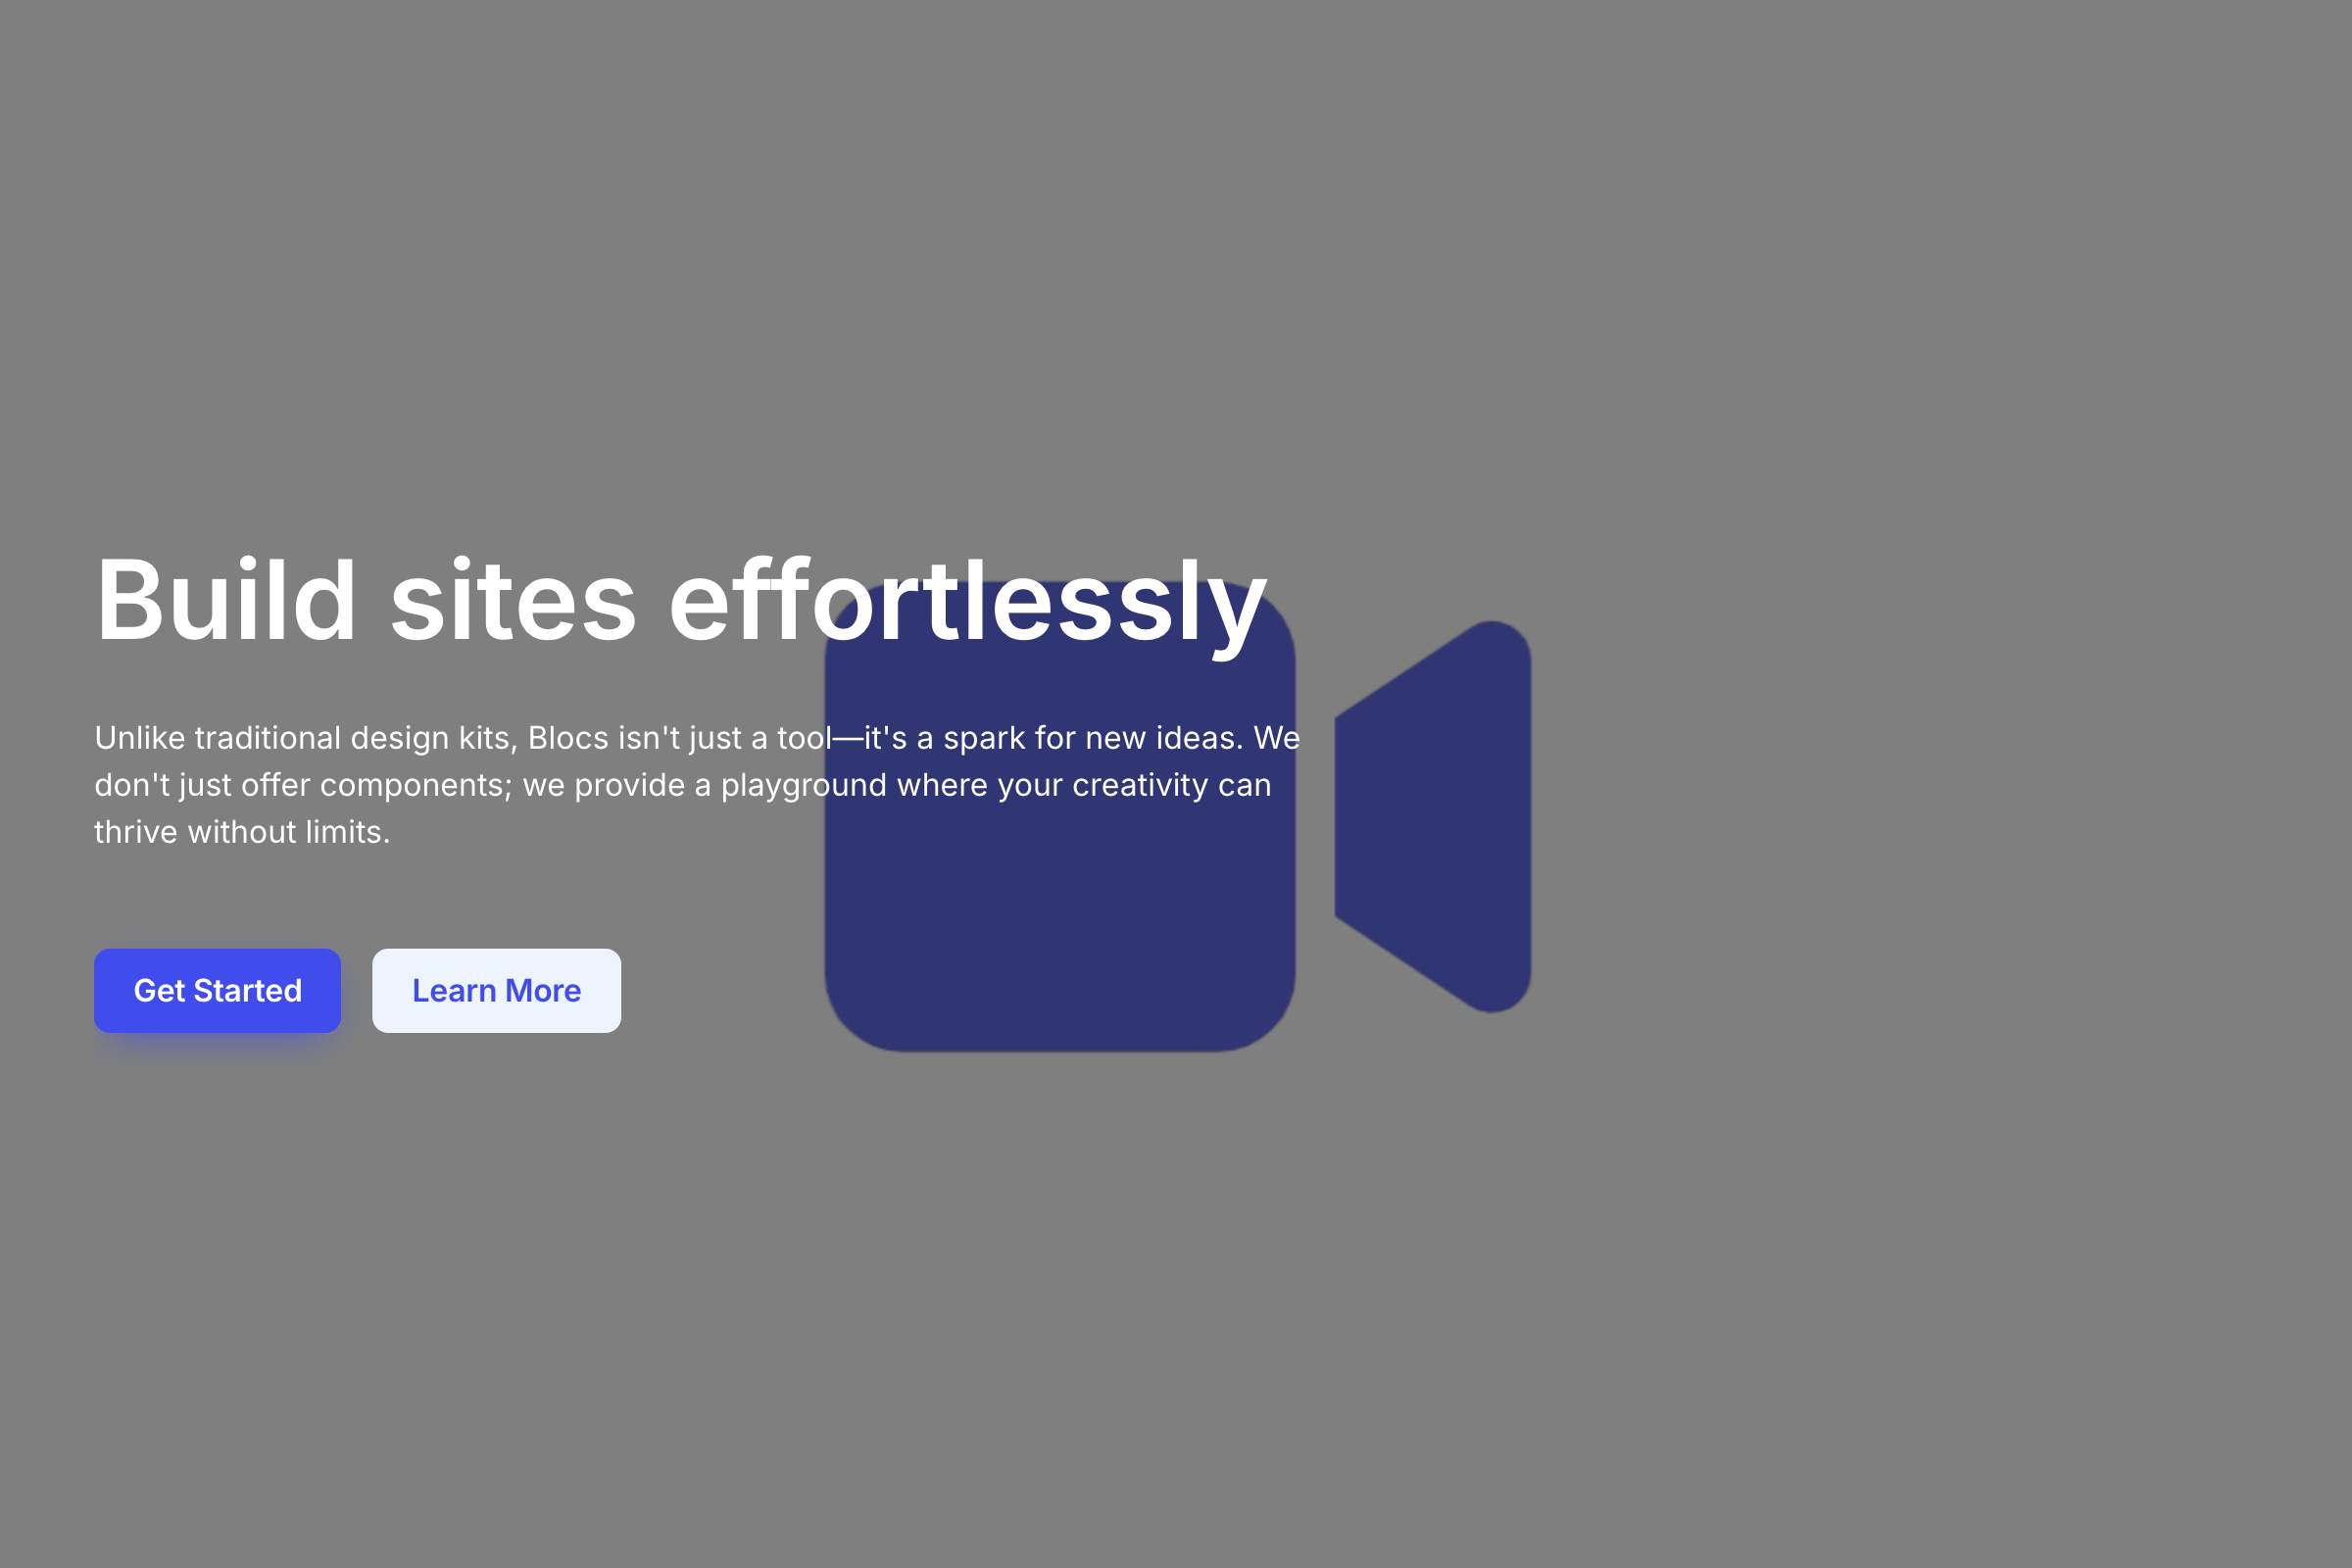 Build sites effortlessly
Unlike traditional design kits, Blocs isn't just a tool—it's a spark for new ideas. We
don't just offer components; we provide a playground where your creativity can
thrive without limits.
Get Started
Learn More